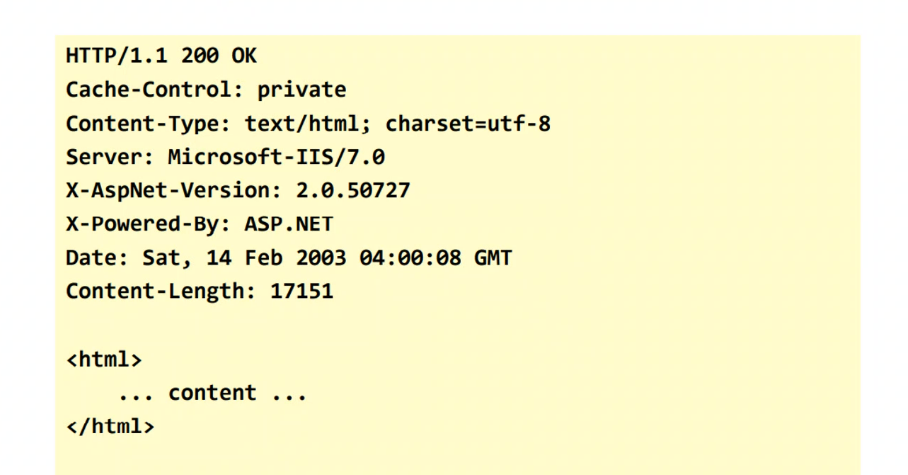 HTTP/1.1 200 OK
Cache-Control: private
Content-Type: text/html; charset=utf-8
Server: Microsoft-IIS/7.0
X-AspNet-Version: 2.0.50727
X-Powered-By: ASP.NET
Date: Sat, 14 Feb 2003 04:00:08 GMT
Content-Length: 17151
<html>
... content ...
</html>